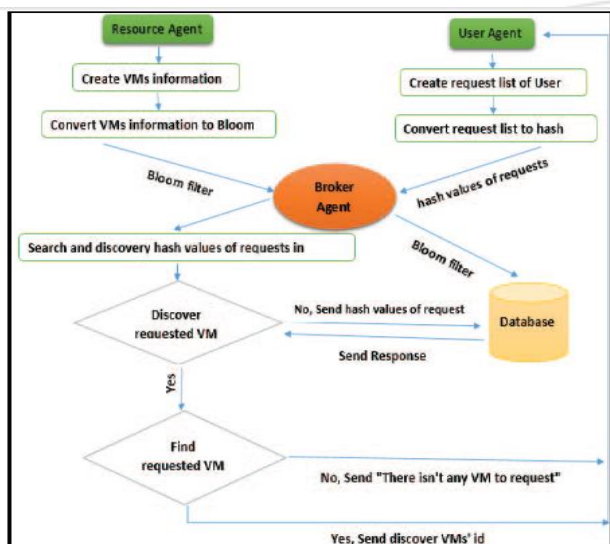 Resource Agent
User Agent
Create VMs information
Create request list of User
Convert VMs information to Bloom
Convert request list to hash
Bloom filter
hash values of requests
Broker
Agent
Search and discovery hash values of requests in
Bloom filter
Discover
requested VM
No, Send hash values of request
Send Response
Database
Yes
Find
requested VM
No, Send "There isn't any VM to request"
Yes, Send discover VMs' id